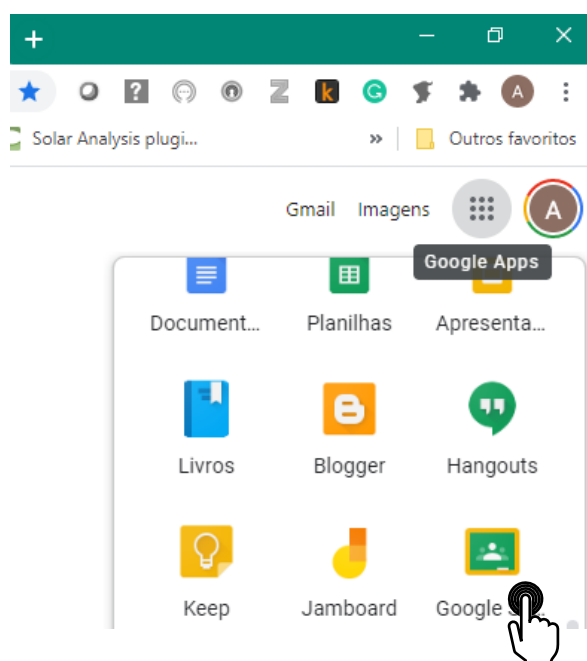 Solar Analysis plugi... » Outros favoritos
Gmail Imagens A
Google Apps
Document... Planilhas Apresenta...
Livros Blogger Hangouts
Keep Jamboard Google